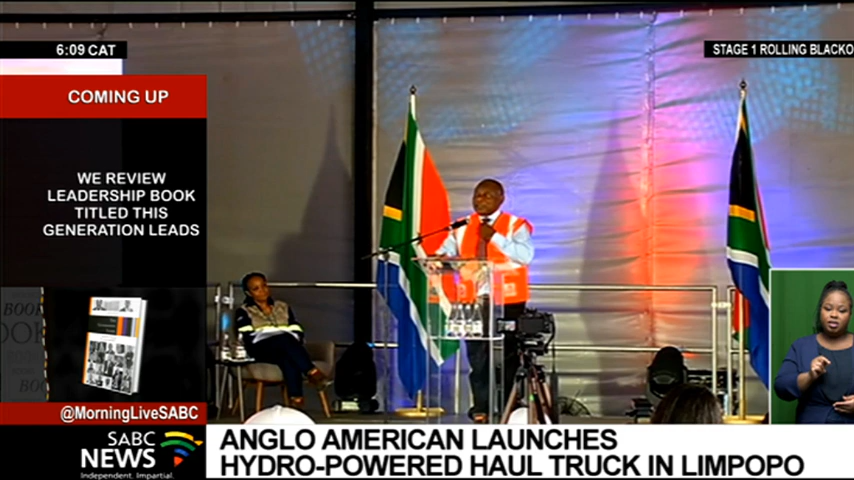 6:09 CAT
STAGE 1 ROLLING BLACKO
COMING UP
WE REVIEW
LEADERSHIP BOOK
TITLED THIS
GENERATION LEADS
BOOK
@MorningLiveSABC
SABC
NEWS
Independent. Impartial.
ANGLO AMERICAN LAUNCHES
HYDRO-POWERED HAUL TRUCK IN LIMPOPO